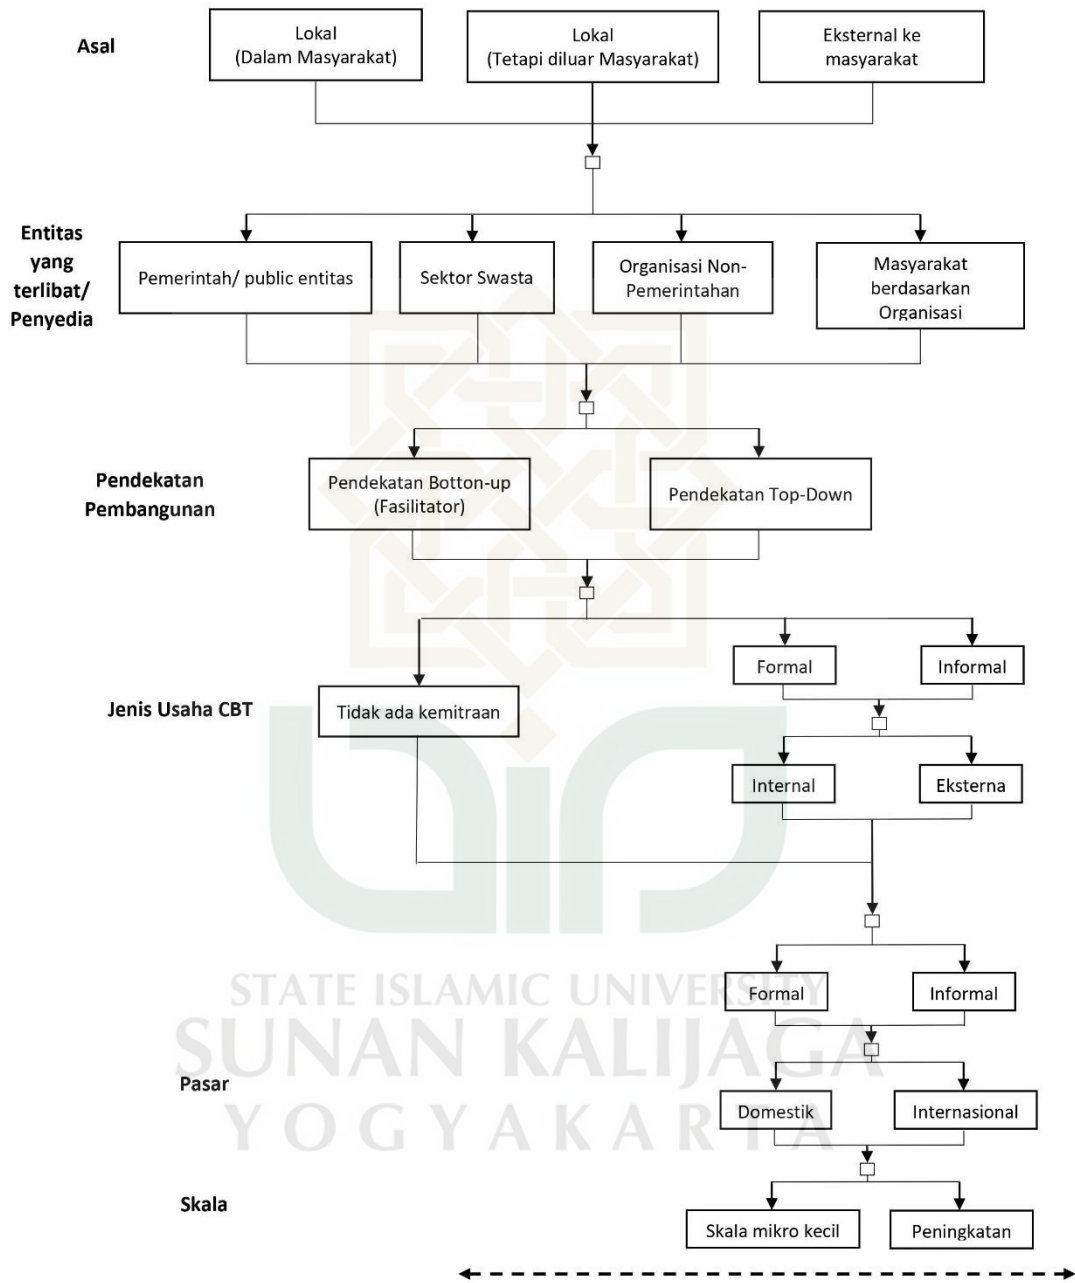 Asal
Lokal
(Dalam Masyarakat)
Lokal
(Tetapi diluar Masyarakat)
Eksternal ke
masyarakat
Entitas
yang
terlibat/
Penyedia
Pemerintah/ public entitas
Sektor Swasta
Organisasi Non-
Pemerintahan
Masyarakat
berdasarkan
Organisasi
Pendekatan
Pembangunan
Pendekatan Botton-up
(Fasilitator)
Pendekatan Top-Down
Jenis Usaha CBT
Tidak ada kemitraan
Formal
Informal
Internal
Eksterna
Formal
Informal
STATE ISLAMIC UNIVERSITY
SUNAN KALIJAGA
YOGYAKARTA
Pasar
Domestik
Internasional
Skala
Skala mikro kecil
Peningkatan